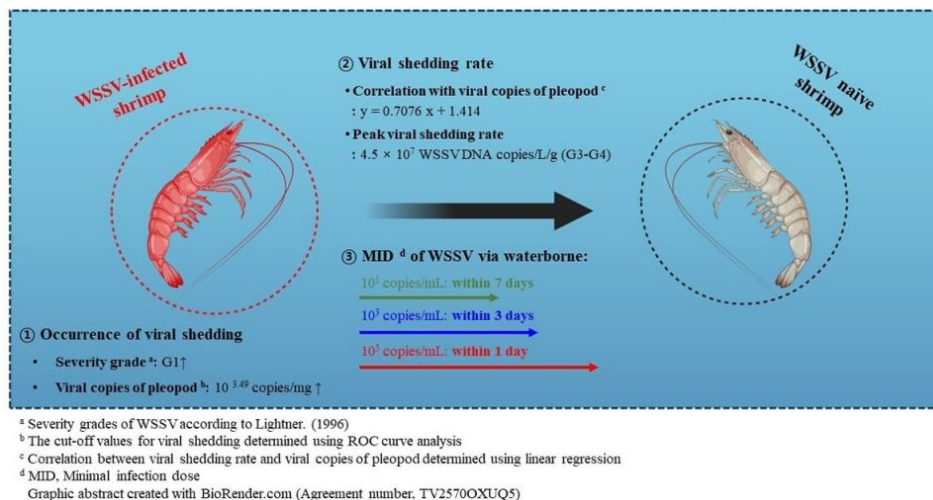 WSSV-infected
shrimp
② Viral shedding rate
• Correlation with viral copies of pleopod ᶜ
: y = 0.7076 x + 1.414
• Peak viral shedding rate
: 4.5 × 10⁷ WSSV DNA copies/L/g (G3-G4)
WSSV naïve
shrimp
③ MID ᵈ of WSSV via waterborne:
10¹ copies/mL: within 7 days
10³ copies/mL: within 3 days
10⁵ copies/mL: within 1 day
① Occurrence of viral shedding
• Severity grade ᵃ: G1↑
• Viral copies of pleopod ᵇ: 10 ³·⁴⁹ copies/mg ↑
ᵃ Severity grades of WSSV according to Lightner. (1996)
ᵇ The cut-off values for viral shedding determined using ROC curve analysis
ᶜ Correlation between viral shedding rate and viral copies of pleopod determined using linear regression
ᵈ MID, Minimal infection dose
Graphic abstract created with BioRender.com (Agreement number, TV2570OXUQ5)